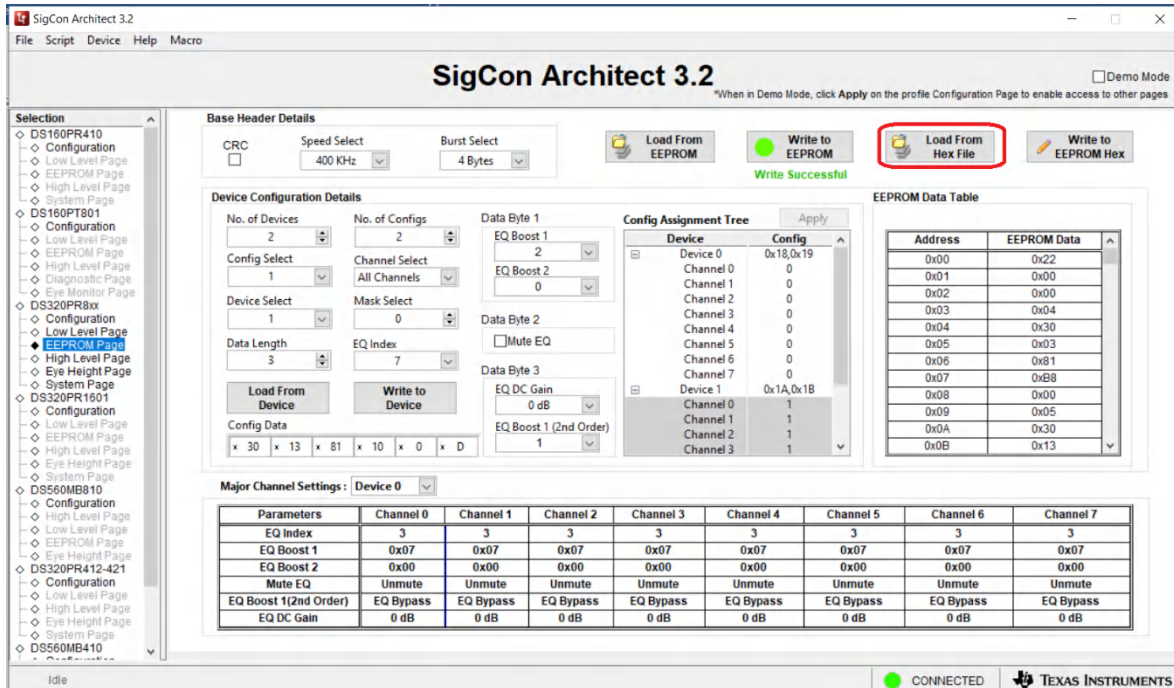 SigCon Architect 3.2
File Script Device Help Macro
SigCon Architect 3.2
Demo Mode
*When in Demo Mode, click Apply on the profile Configuration Page to enable access to other pages
Selection
DS160PR410
Configuration
Low Level Page
EEPROM Page
High Level Page
System Page
DS160PT801
Configuration
Low Level Page
EEPROM Page
High Level Page
Diagnostic Page
Eye Monitor Page
DS320PR8xx
Configuration
Low Level Page
EEPROM Page
High Level Page
Eye Height Page
System Page
DS320PR1601
Configuration
Low Level Page
EEPROM Page
High Level Page
Eye Height Page
System Page
DS560MB810
Configuration
High Level Page
Low Level Page
EEPROM Page
Eye Height Page
DS320PR412-421
Configuration
Low Level Page
High Level Page
Eye Height Page
System Page
DS560MB410
Base Header Details
CRC
Speed Select
400 KHz
Burst Select
4 Bytes
Load From
EEPROM
Write to
EEPROM
Write Successful
Load From
Hex File
Write to
EEPROM Hex
Device Configuration Details
No. of Devices
2
No. of Configs
2
Config Select
1
Channel Select
All Channels
Device Select
1
Mask Select
0
Data Length
3
EQ Index
7
Load From
Device
Write to
Device
Config Data
x 30 x 13 x 81 x 10 x 0 x D
Data Byte 1
EQ Boost 1
2
EQ Boost 2
0
Data Byte 2
Mute EQ
Data Byte 3
EQ DC Gain
0 dB
EQ Boost 1 (2nd Order)
1
Config Assignment Tree
Apply
Device Config
Device 0 0x18,0x19
Channel 0 0
Channel 1 0
Channel 2 0
Channel 3 0
Channel 4 0
Channel 5 0
Channel 6 0
Channel 7 0
Device 1 0x1A,0x1B
Channel 0 1
Channel 1 1
Channel 2 1
Channel 3 1
EEPROM Data Table
Address EEPROM Data
0x00 0x22
0x01 0x00
0x02 0x00
0x03 0x04
0x04 0x30
0x05 0x03
0x06 0x81
0x07 0xB8
0x08 0x00
0x09 0x05
0x0A 0x30
0x0B 0x13
Major Channel Settings : Device 0
Parameters Channel 0 Channel 1 Channel 2 Channel 3 Channel 4 Channel 5 Channel 6 Channel 7
EQ Index 3 3 3 3 3 3 3 3
EQ Boost 1 0x07 0x07 0x07 0x07 0x07 0x07 0x07 0x07
EQ Boost 2 0x00 0x00 0x00 0x00 0x00 0x00 0x00 0x00
Mute EQ Unmute Unmute Unmute Unmute Unmute Unmute Unmute Unmute
EQ Boost 1(2nd Order) EQ Bypass EQ Bypass EQ Bypass EQ Bypass EQ Bypass EQ Bypass EQ Bypass EQ Bypass
EQ DC Gain 0 dB 0 dB 0 dB 0 dB 0 dB 0 dB 0 dB 0 dB
Idle
CONNECTED
TEXAS INSTRUMENTS